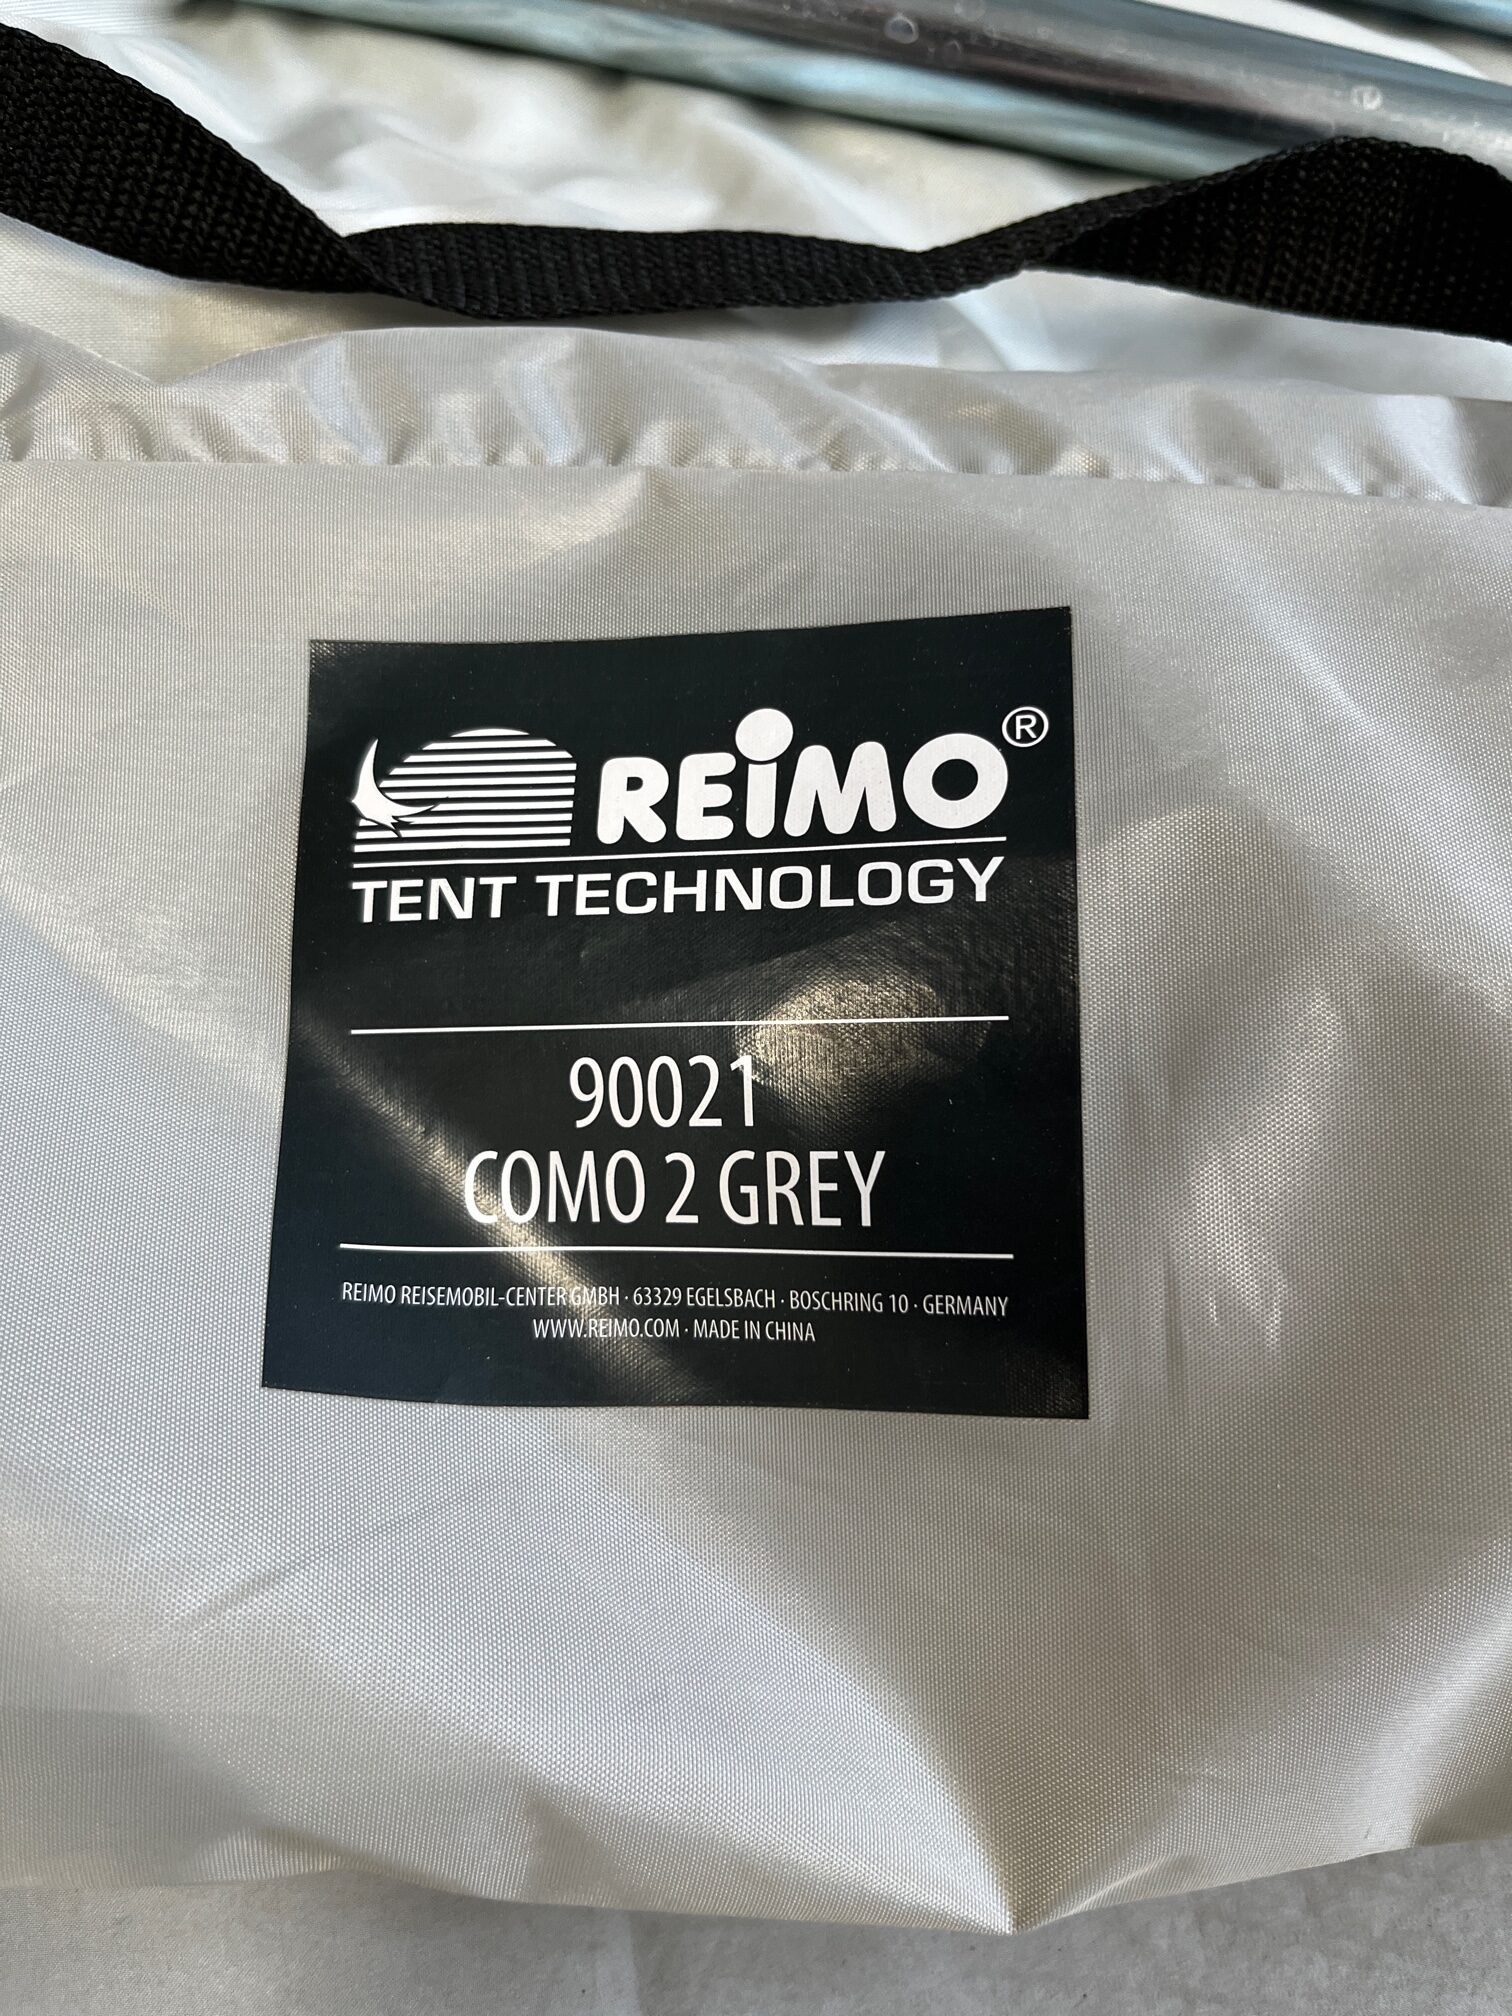 REIMO®
TENT TECHNOLOGY
90021
COMO 2 GREY
REIMO REISEMOBIL-CENTER GMBH · 63329 EGELSBACH · BOSCHRING 10 · GERMANY
WWW.REIMO.COM · MADE IN CHINA